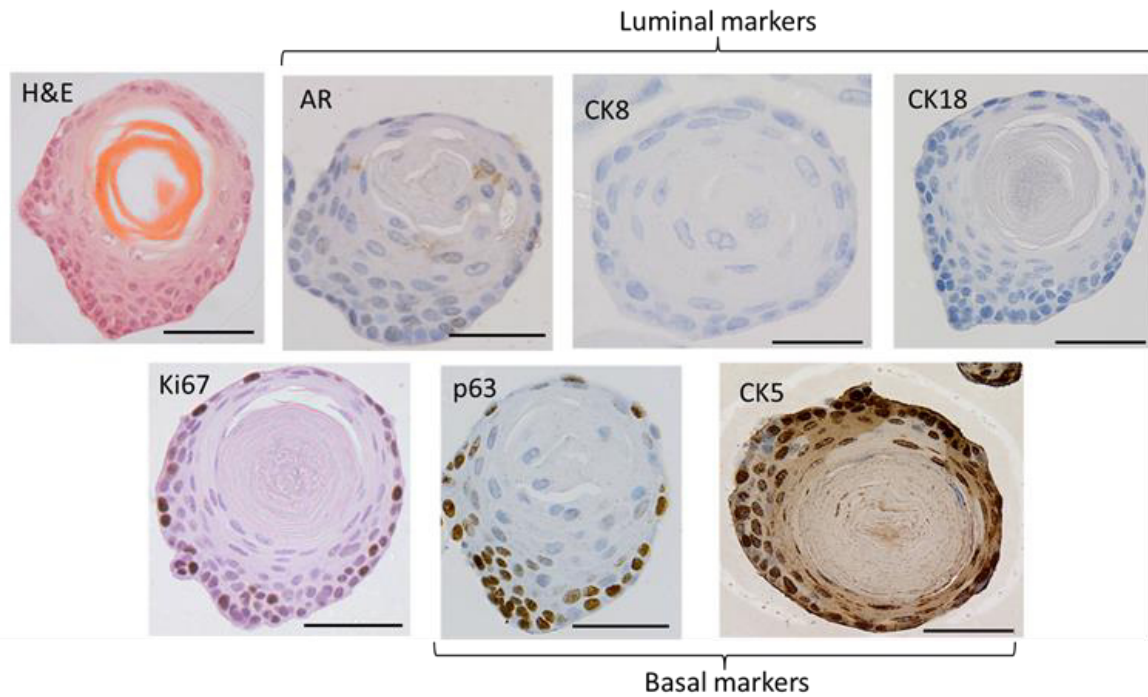 Luminal markers
H&E
AR
CK8
CK18
Ki67
p63
CK5
Basal markers